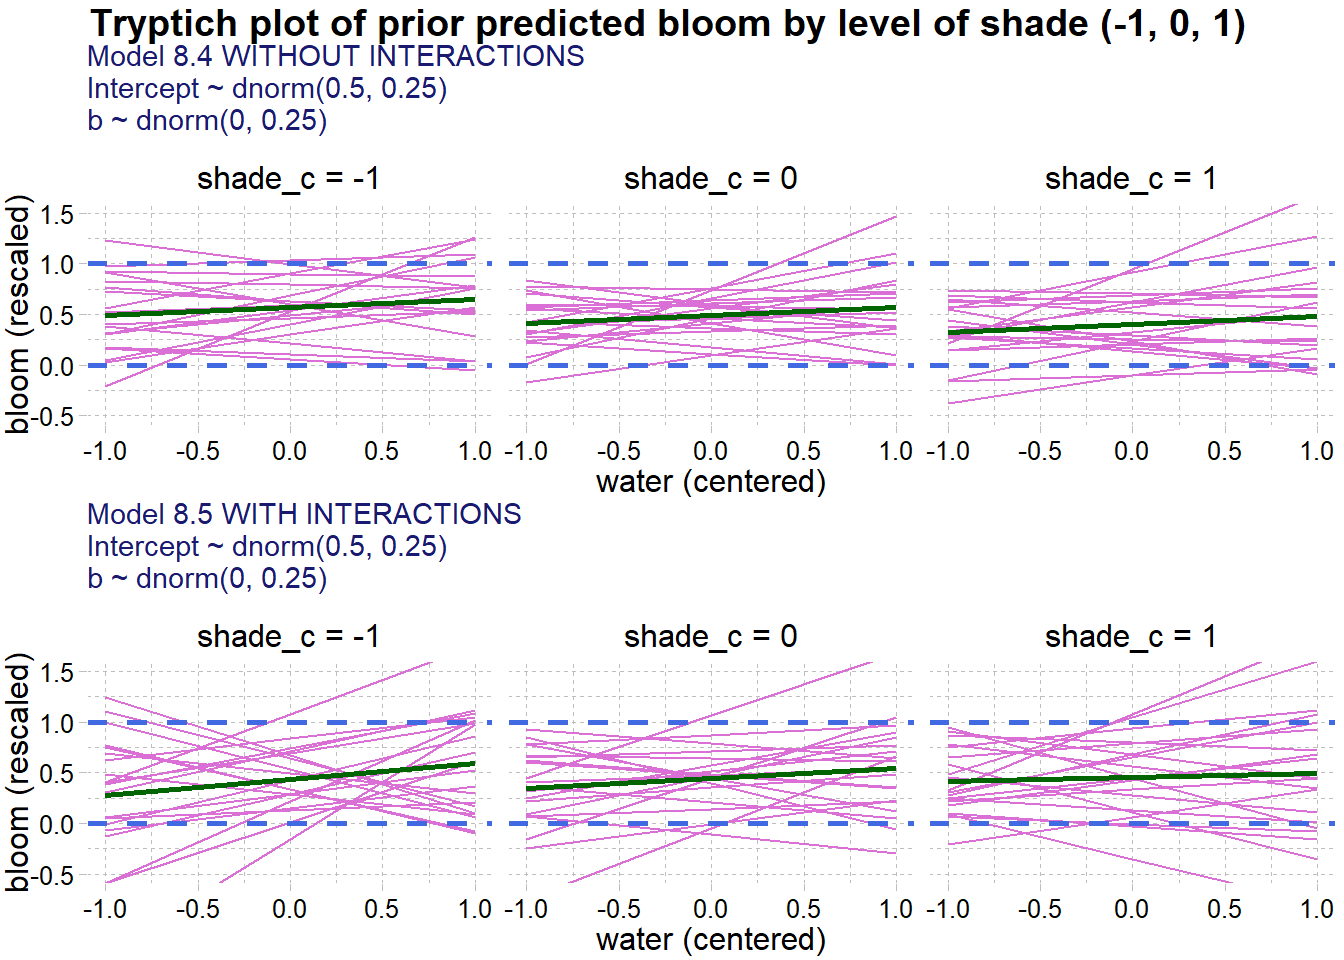 Tryptich plot of prior predicted bloom by level of shade (-1, 0, 1)
Model 8.4 WITHOUT INTERACTIONS
Intercept ~ dnorm(0.5, 0.25)
b ~ dnorm(0, 0.25)
shade_c = -1 shade_c = 0 shade_c = 1
bloom (rescaled)
1.5
1.0
0.5
0.0
-0.5
-1.0 -0.5 0.0 0.5 1.0 -1.0 -0.5 0.0 0.5 1.0 -1.0 -0.5 0.0 0.5 1.0
water (centered)
Model 8.5 WITH INTERACTIONS
Intercept ~ dnorm(0.5, 0.25)
b ~ dnorm(0, 0.25)
shade_c = -1 shade_c = 0 shade_c = 1
bloom (rescaled)
1.5
1.0
0.5
0.0
-0.5
-1.0 -0.5 0.0 0.5 1.0 -1.0 -0.5 0.0 0.5 1.0 -1.0 -0.5 0.0 0.5 1.0
water (centered)